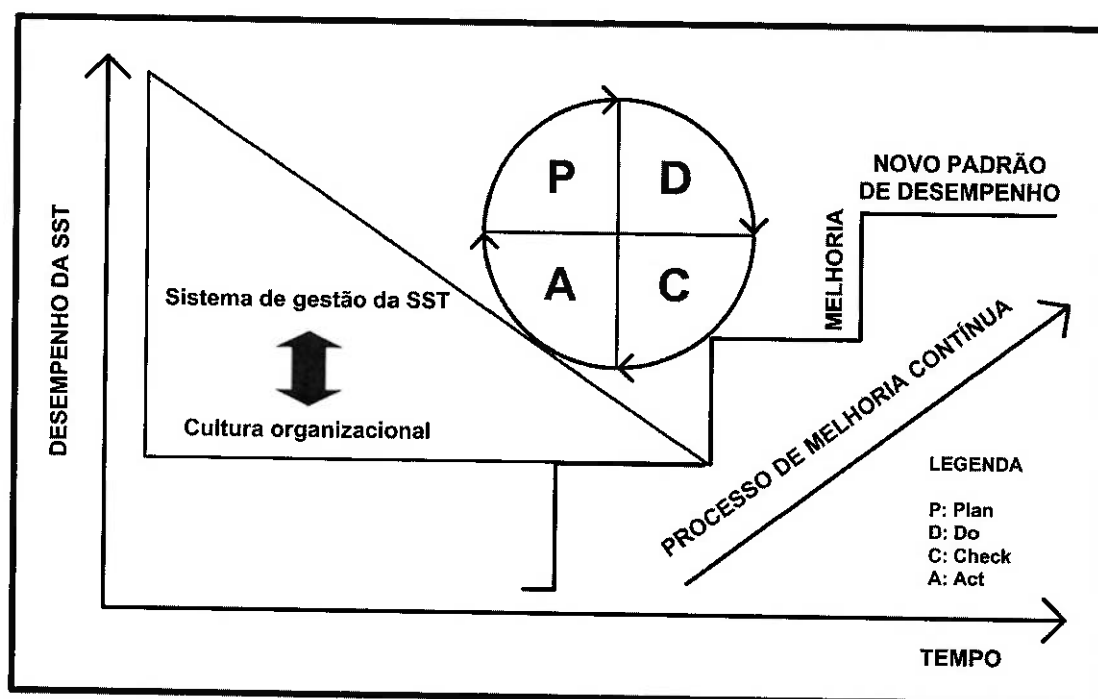 DESEMPENHO DA SST
Sistema de gestão da SST
Cultura organizacional
P
D
A
C
NOVO PADRÃO
DE DESEMPENHO
MELHORIA
PROCESSO DE MELHORIA CONTÍNUA
LEGENDA
P: Plan
D: Do
C: Check
A: Act
TEMPO